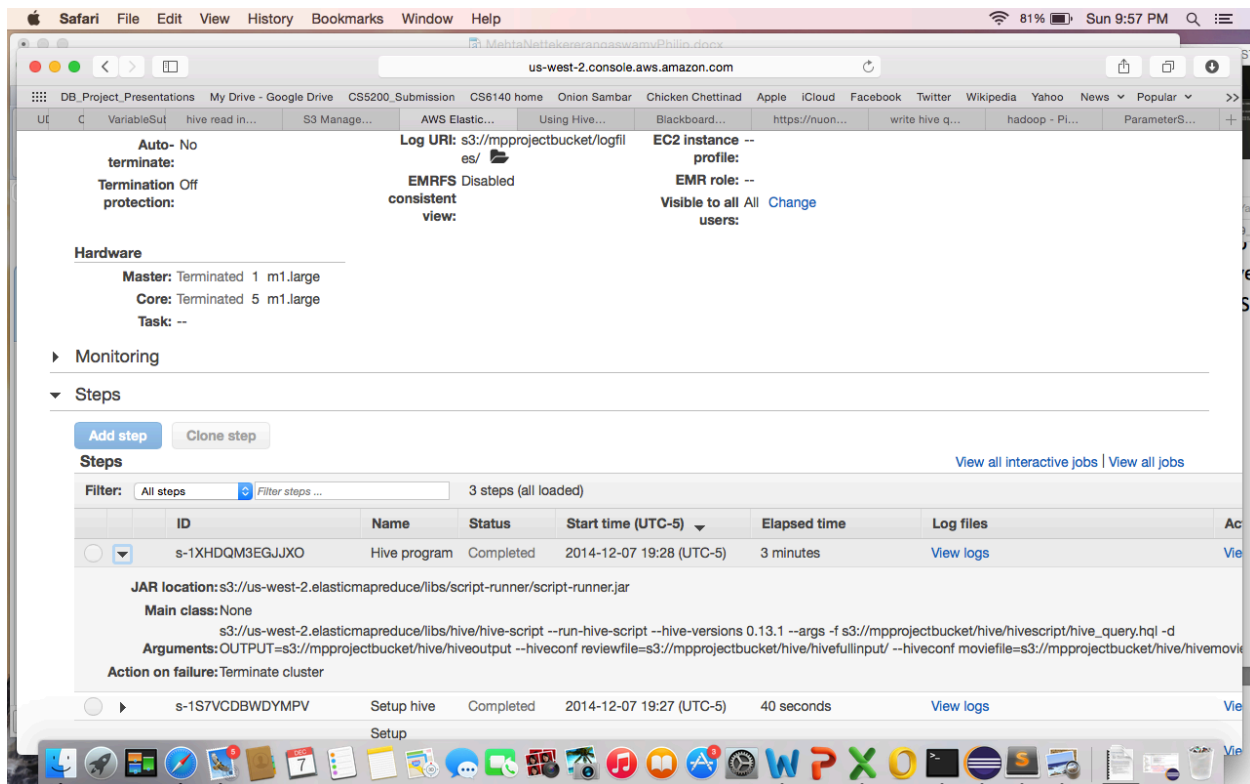 Safari File Edit View History Bookmarks Window Help 81% Sun 9:57 PM
MehtaNettekererangaswamyPhilip.docx
us-west-2.console.aws.amazon.com
DB_Project_Presentations My Drive - Google Drive CS5200_Submission CS6140 home Onion Sambar Chicken Chettinad Apple iCloud Facebook Twitter Wikipedia Yahoo News Popular >>
VariableSut hive read in... S3 Manage... AWS Elastic... Using Hive... Blackboard... https://nuon... write hive q... hadoop - Pi... ParameterS... +
Auto-terminate: No
Termination protection: Off
Log URI: s3://mpprojectbucket/logfil
es/
EMRFS consistent view: Disabled
EC2 instance profile: --
EMR role: --
Visible to all users: All Change
Hardware
Master: Terminated 1 m1.large
Core: Terminated 5 m1.large
Task: --
Monitoring
Steps
Add step Clone step
Steps View all interactive jobs | View all jobs
Filter: All steps Filter steps ... 3 steps (all loaded)
ID Name Status Start time (UTC-5) Elapsed time Log files Ac
s-1XHDQM3EGJJXO Hive program Completed 2014-12-07 19:28 (UTC-5) 3 minutes View logs Vie
JAR location: s3://us-west-2.elasticmapreduce/libs/script-runner/script-runner.jar
Main class: None
s3://us-west-2.elasticmapreduce/libs/hive/hive-script --run-hive-script --hive-versions 0.13.1 --args -f s3://mpprojectbucket/hive/hivescript/hive_query.hql -d
Arguments: OUTPUT=s3://mpprojectbucket/hive/hiveoutput --hiveconf reviewfile=s3://mpprojectbucket/hive/hivefullinput/ --hiveconf moviefile=s3://mpprojectbucket/hive/hivemovie
Action on failure: Terminate cluster
s-1S7VCDBWDYMPV Setup hive Completed 2014-12-07 19:27 (UTC-5) 40 seconds View logs Vie
Setup
Vie
DEC
7